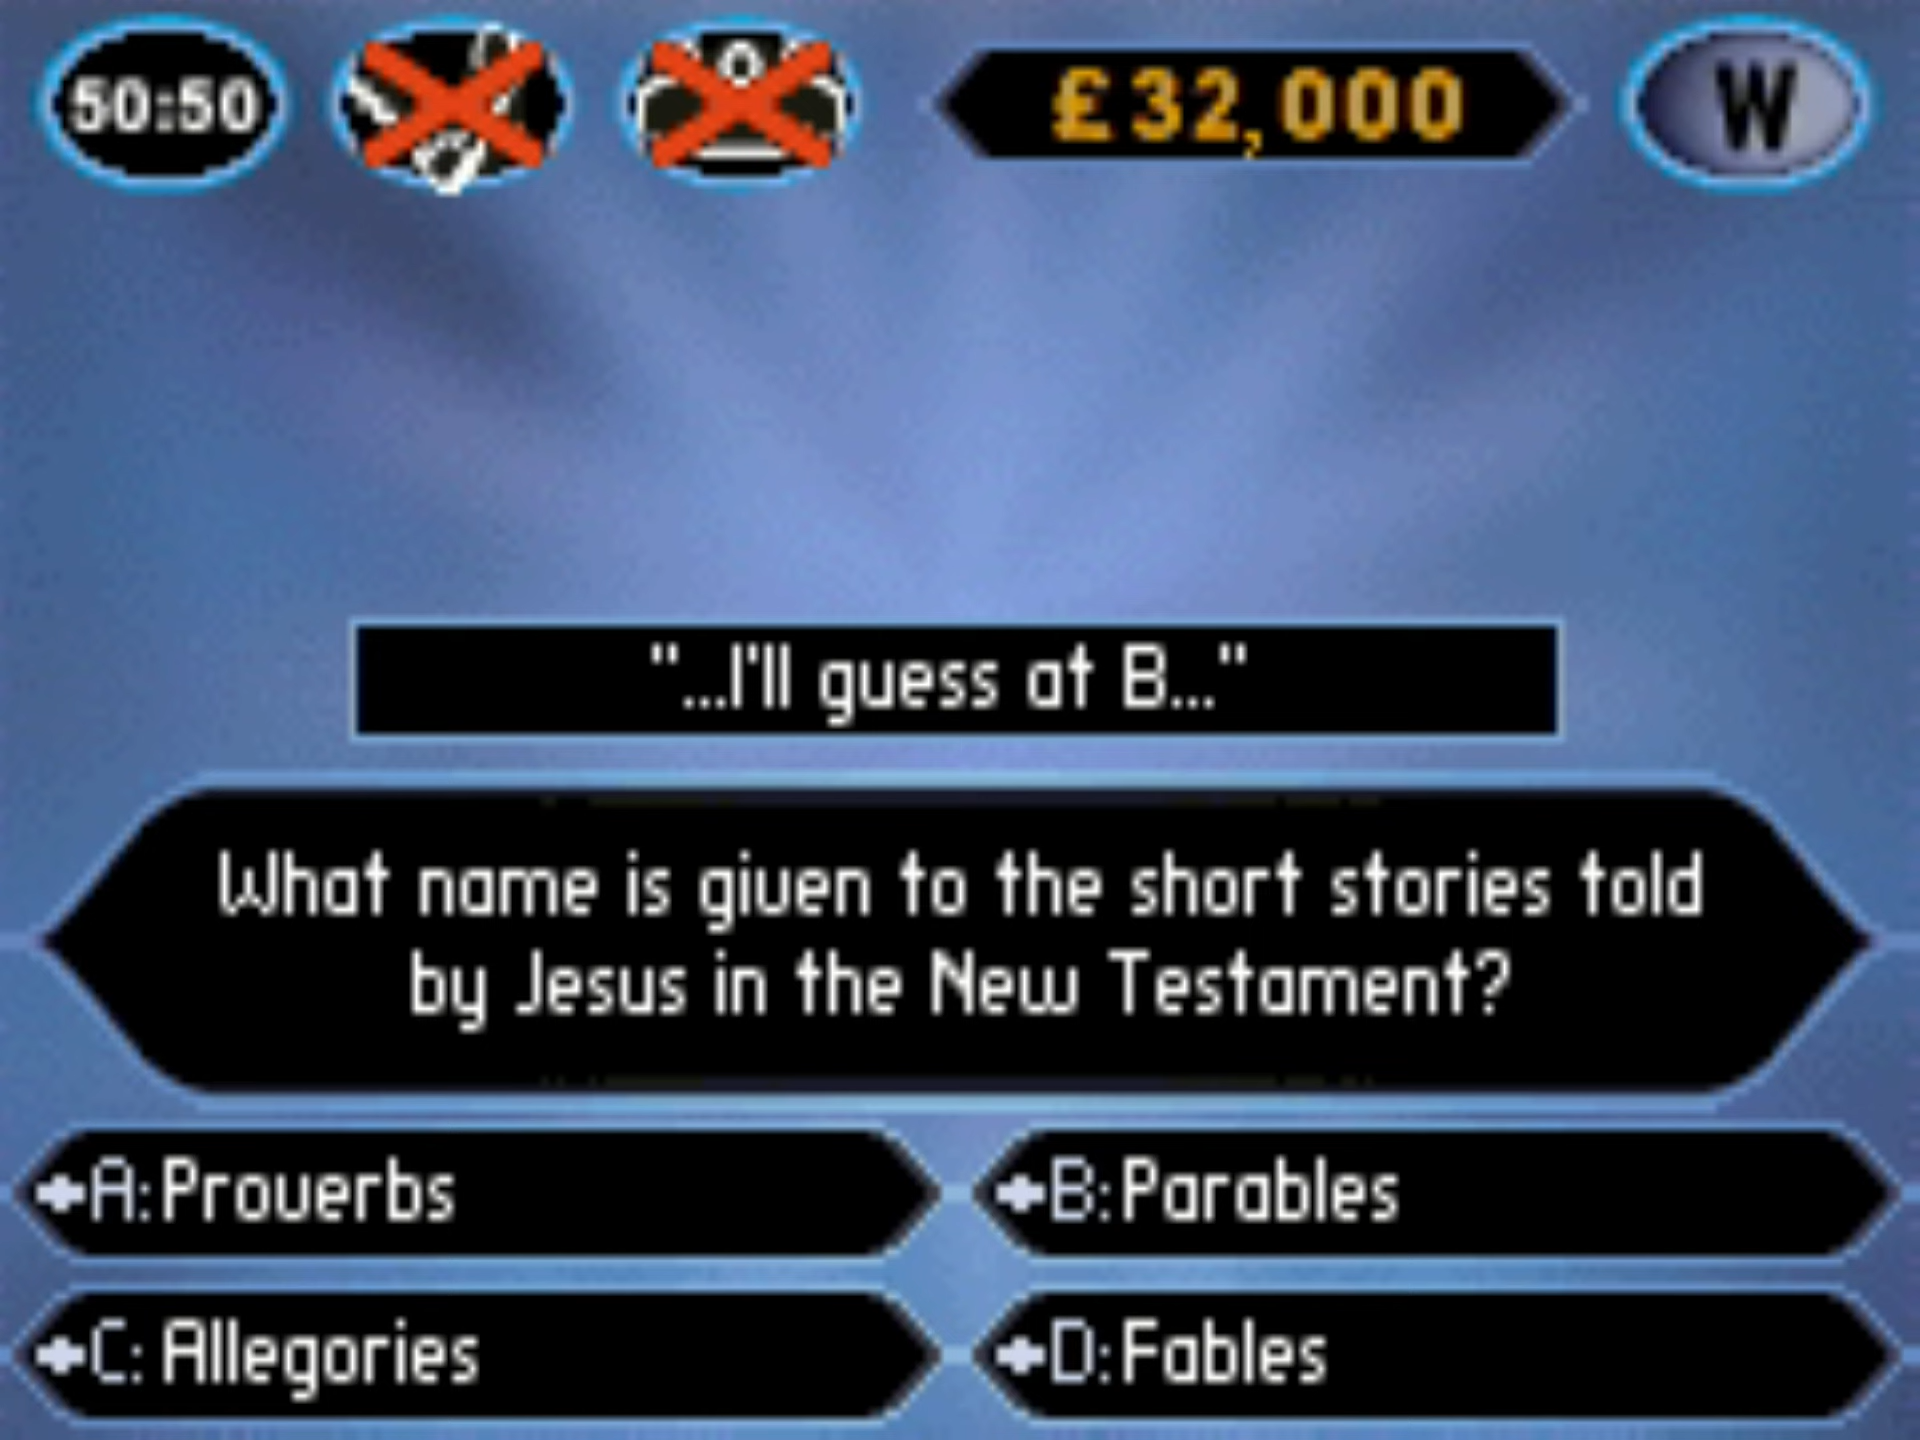 50:50
£32,000
W
"...I'll guess at B..."
What name is given to the short stories told
by Jesus in the New Testament?
A: Proverbs
B: Parables
C: Allegories
D: Fables